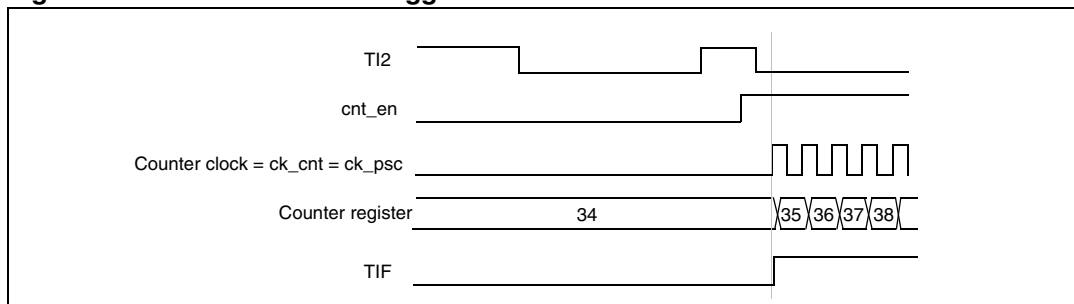 TI2
cnt_en
Counter clock = ck_cnt = ck_psc
Counter register 34 35 36 37 38
TIF